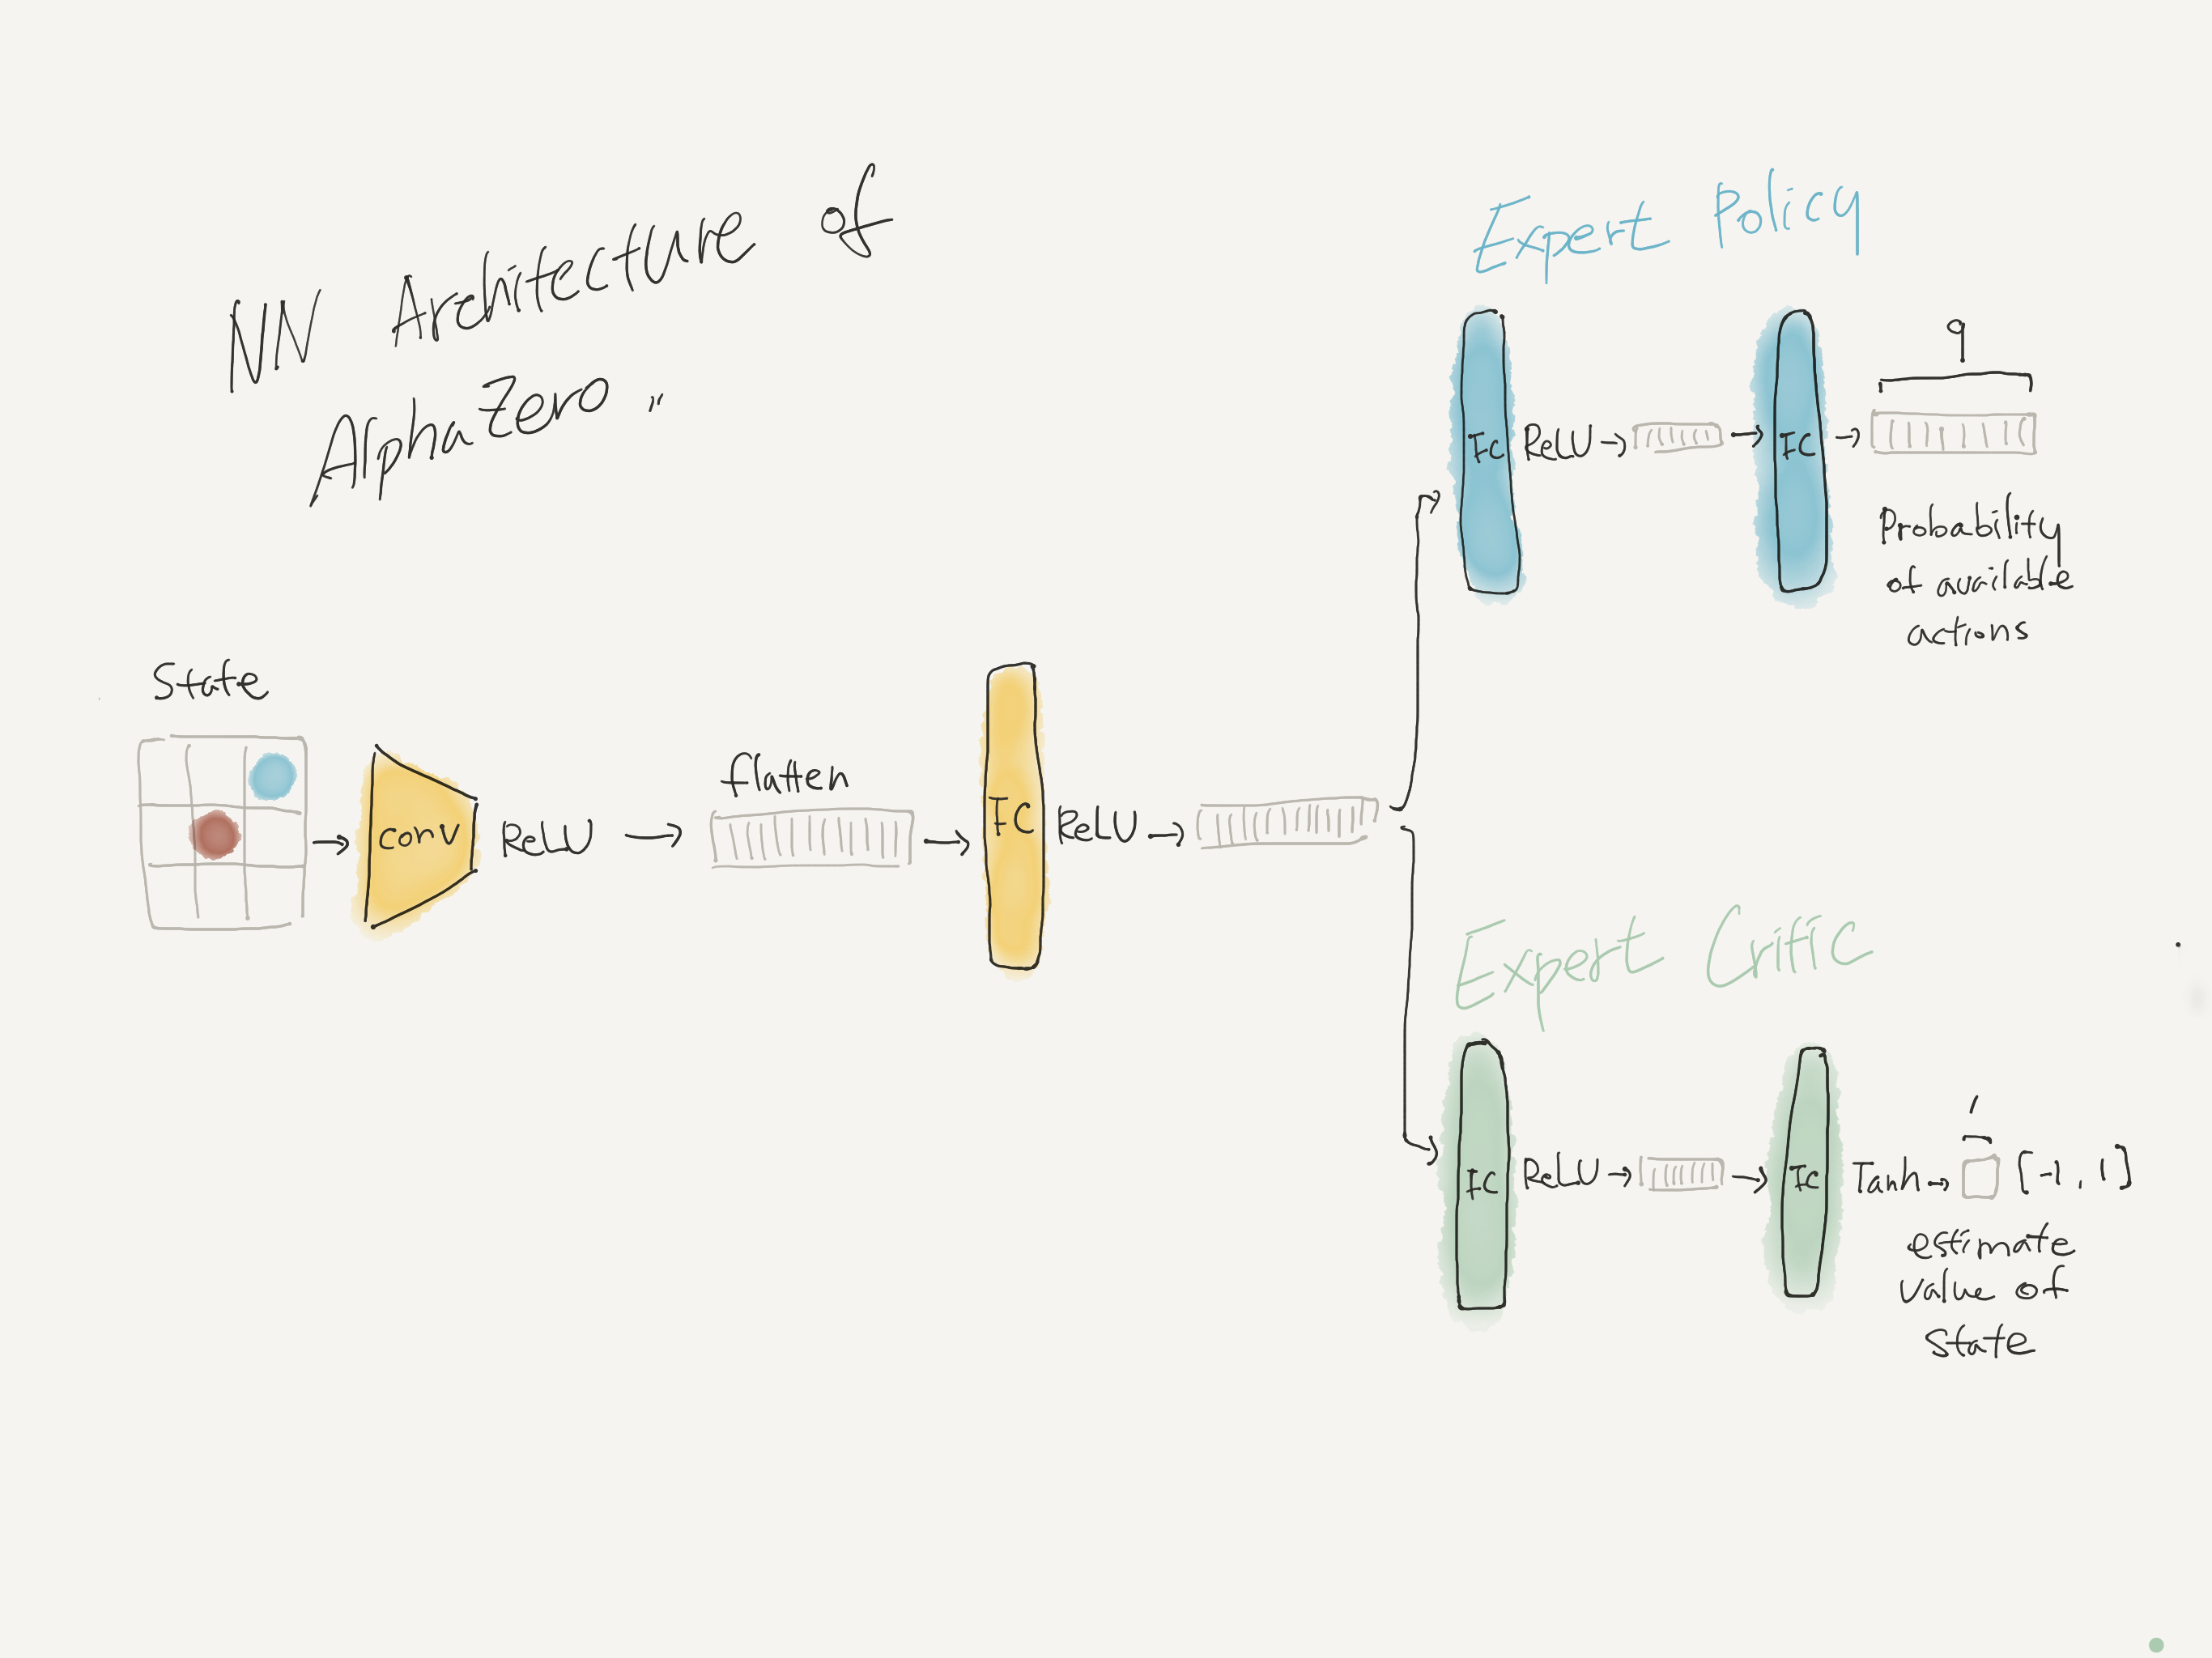 NN Architecture of
AlphaZero ..
Expert Policy
9
FC ReLU → → FC →
Probability
of available
actions
State
→ conv ReLU → flatten → FC ReLU →
Expert Critic
1
FC ReLU → → FC Tanh → [-1, 1]
estimate
value of
state